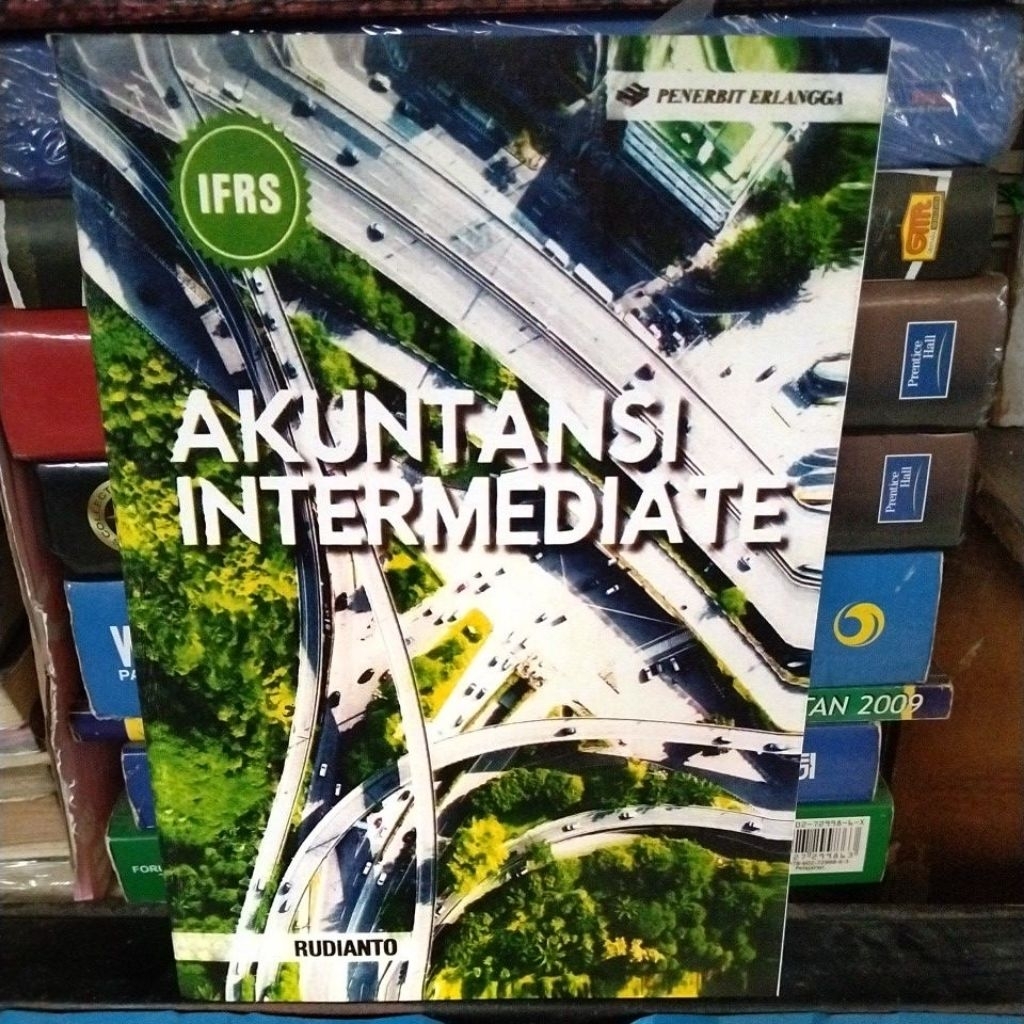 PENERBIT ERLANGGA
IFRS
AKUNTANSI
INTERMEDIATE
RUDIANTO
Prentice
Hall
Prentice
Hall
TAN 2009